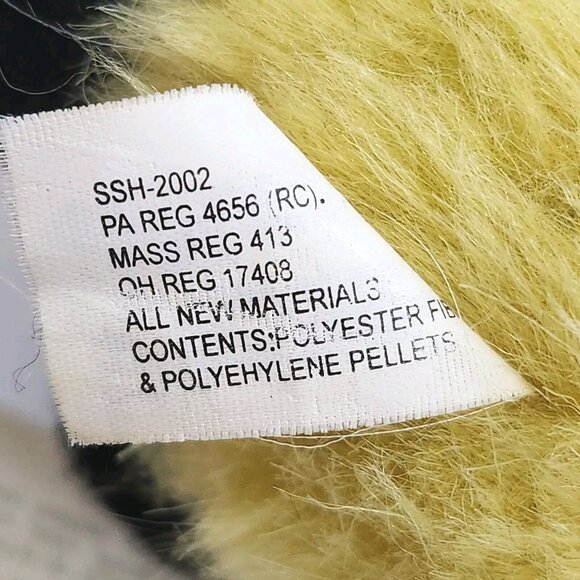 SSH-2002
PA REG 4656 (RC).
MASS REG 413
OH REG 17408
ALL NEW MATERIALS
CONTENTS:POLYESTER FIB
& POLYEHYLENE PELLETS